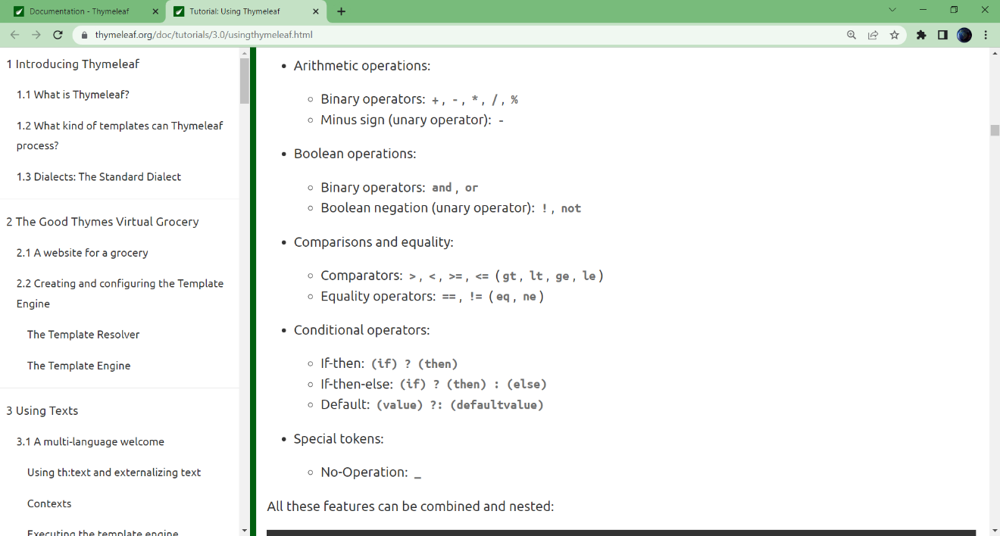 Documentation - Thymeleaf
Tutorial: Using Thymeleaf
thymeleaf.org/doc/tutorials/3.0/usingthymeleaf.html
1 Introducing Thymeleaf
1.1 What is Thymeleaf?
1.2 What kind of templates can Thymeleaf
process?
1.3 Dialects: The Standard Dialect
2 The Good Thymes Virtual Grocery
2.1 A website for a grocery
2.2 Creating and configuring the Template
Engine
The Template Resolver
The Template Engine
3 Using Texts
3.1 A multi-language welcome
Using th:text and externalizing text
Contexts
Executing the template engine
Arithmetic operations:
Binary operators: +, -, *, /, %
Minus sign (unary operator): -
Boolean operations:
Binary operators: and, or
Boolean negation (unary operator): !, not
Comparisons and equality:
Comparators: >, <, >=, <= (gt, lt, ge, le)
Equality operators: ==, != (eq, ne)
Conditional operators:
If-then: (if) ? (then)
If-then-else: (if) ? (then) : (else)
Default: (value) ?: (defaultvalue)
Special tokens:
No-Operation: _
All these features can be combined and nested: